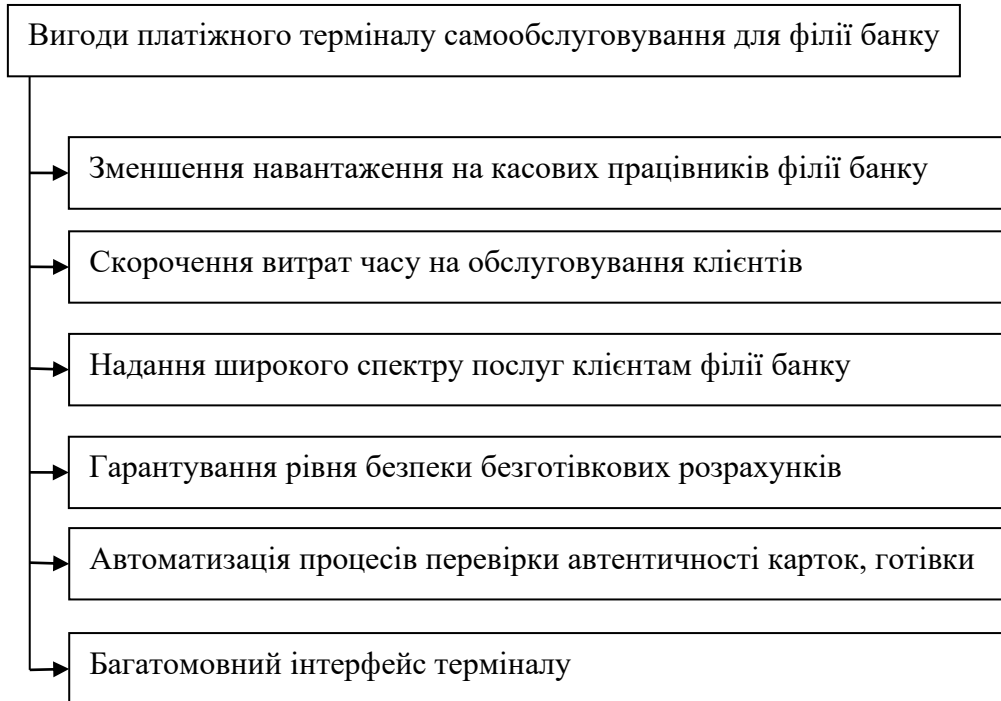 Вигоди платіжного терміналу самообслуговування для філії банку
Зменшення навантаження на касових працівників філії банку
Скорочення витрат часу на обслуговування клієнтів
Надання широкого спектру послуг клієнтам філії банку
Гарантування рівня безпеки безготівкових розрахунків
Автоматизація процесів перевірки автентичності карток, готівки
Багатомовний інтерфейс терміналу